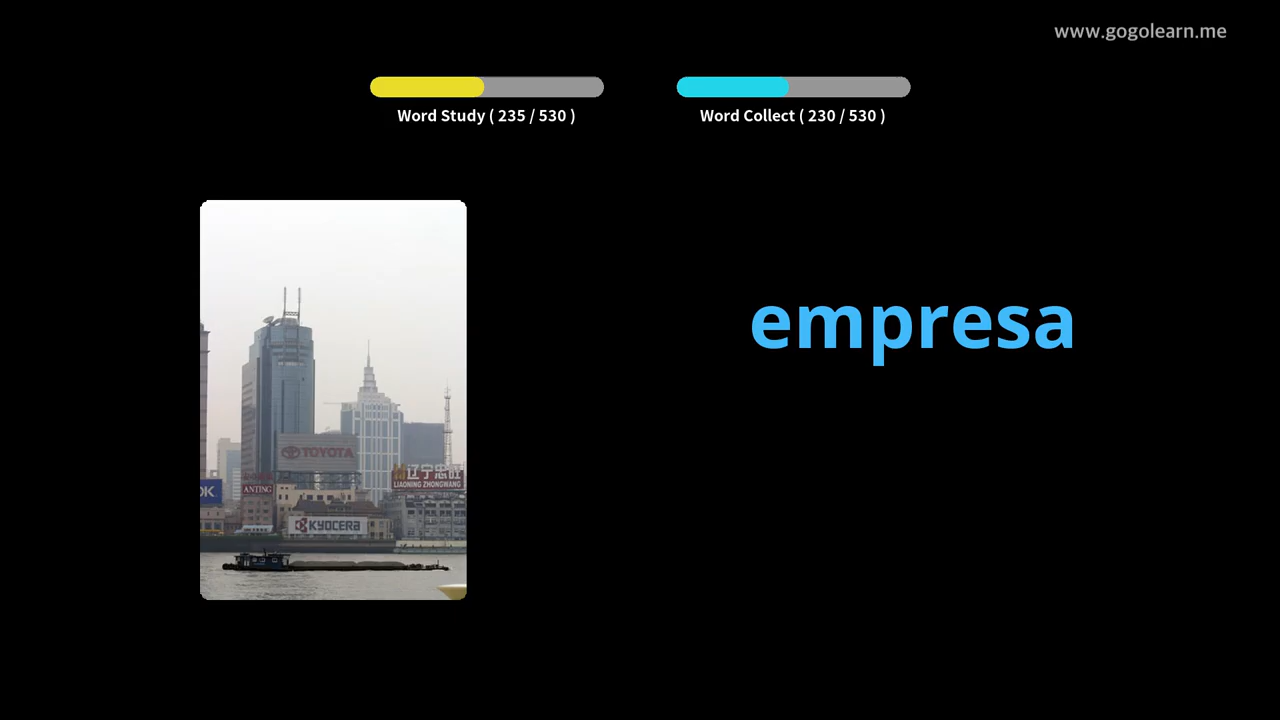 www.gogolearn.me
Word Study ( 235 / 530 )
Word Collect ( 230 / 530 )
empresa
TOYOTA
辽宁忠旺
LIAONING ZHONGWANG
ANTING
KYOCERA